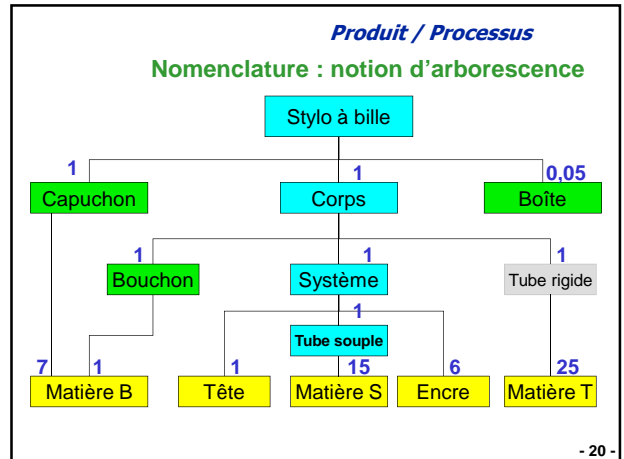 Produit / Processus
Nomenclature : notion d'arborescence
Stylo à bille
1 1 0,05
Capuchon Corps Boîte
1 1 1
Bouchon Système Tube rigide
1
Tube souple
7 1 1 15 6 25
Matière B Tête Matière S Encre Matière T
- 20 -